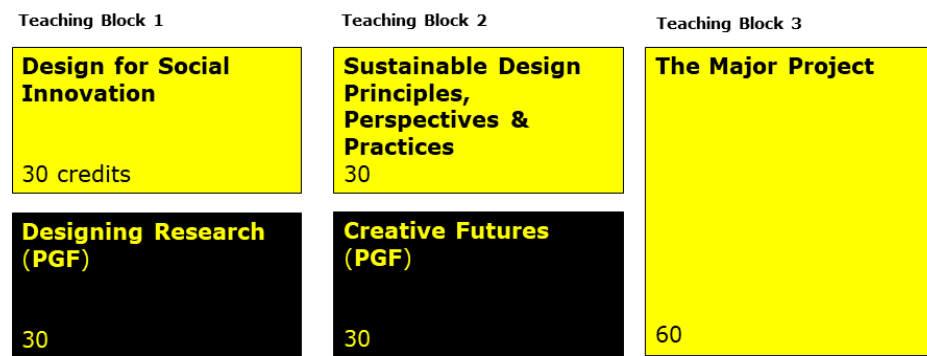 Teaching Block 1
Design for Social
Innovation
30 credits
Designing Research
(PGF)
30
Teaching Block 2
Sustainable Design
Principles,
Perspectives &
Practices
30
Creative Futures
(PGF)
30
Teaching Block 3
The Major Project
60